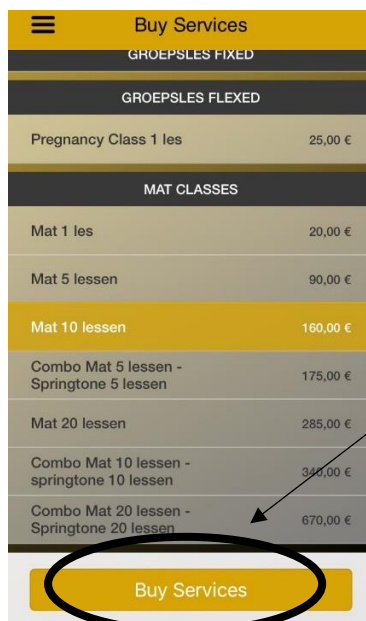 Buy Services
GROEPSLES FIXED
GROEPSLES FLEXED
Pregnancy Class 1 les 25,00 €
MAT CLASSES
Mat 1 les 20,00 €
Mat 5 lessen 90,00 €
Mat 10 lessen 160,00 €
Combo Mat 5 lessen -
Springtone 5 lessen 175,00 €
Mat 20 lessen 285,00 €
Combo Mat 10 lessen -
springtone 10 lessen 340,00 €
Combo Mat 20 lessen -
Springtone 20 lessen 670,00 €
Buy Services